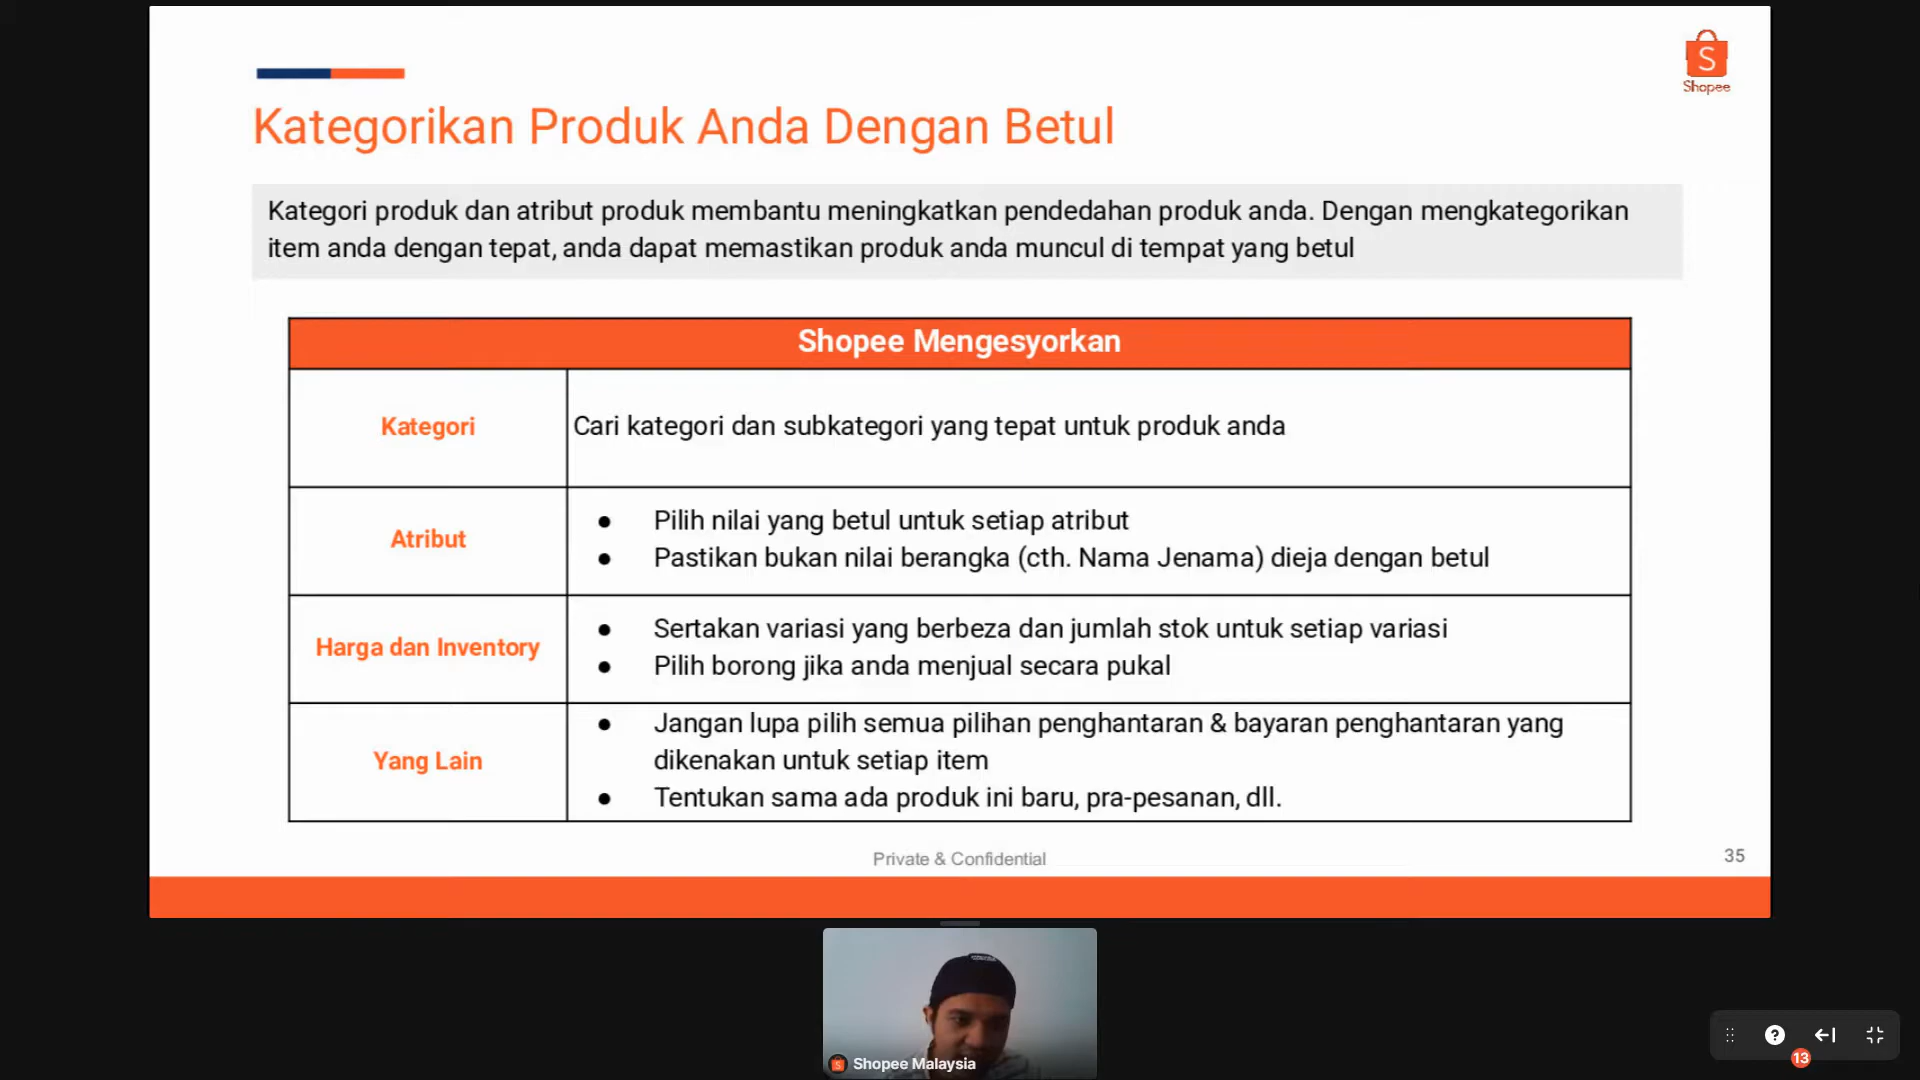 S
Shopee
Kategorikan Produk Anda Dengan Betul
Kategori produk dan atribut produk membantu meningkatkan pendedahan produk anda. Dengan mengkategorikan
item anda dengan tepat, anda dapat memastikan produk anda muncul di tempat yang betul
Shopee Mengesyorkan
Kategori
Cari kategori dan subkategori yang tepat untuk produk anda
Atribut
● Pilih nilai yang betul untuk setiap atribut
● Pastikan bukan nilai berangka (cth. Nama Jenama) dieja dengan betul
Harga dan Inventory
● Sertakan variasi yang berbeza dan jumlah stok untuk setiap variasi
● Pilih borong jika anda menjual secara pukal
Yang Lain
● Jangan lupa pilih semua pilihan penghantaran & bayaran penghantaran yang
dikenakan untuk setiap item
● Tentukan sama ada produk ini baru, pra-pesanan, dll.
Private & Confidential
35
Shopee Malaysia
13